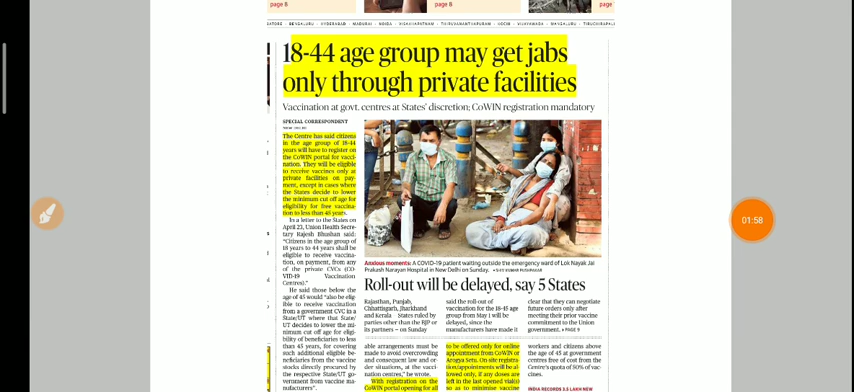 page B
page B
page
ATORE • BENGALURU • HYDERABAD • MADURAI • NOIDA • VISAKHAPATNAM • THIRUVANANTHAPURAM • KOCHI • VIJAYAWADA • MANGALURU • TIRUCHIRAPAL
18-44 age group may get jabs
only through private facilities
Vaccination at govt. centres at States' discretion; CoWIN registration mandatory
SPECIAL CORRESPONDENT
NEW DELHI
The Centre has said citizens
in the age group of 18-44
years will have to register on
the CoWIN portal for vacci-
nation. They will be eligible
to receive vaccines only at
private facilities on pay-
ment, except in cases where
the States decide to lower
the minimum cut off age for
eligibility for free vaccina-
tion to less than 45 years.
In a letter to the States on
April 23, Union Health Secre-
tary Rajesh Bhushan said:
"Citizens in the age group of
18 years to 44 years shall be
eligible to receive vaccina-
tion, on payment, from any
of the private CVCs (CO-
VID-19 Vaccination
Centres)."
He said those below the
age of 45 would "also be elig-
ible to receive vaccination
from a government CVC in a
State/UT where that State/
UT decides to lower the mi-
nimum cut off age for eligi-
bility of beneficiaries to less
than 45 years, for covering
such additional eligible be-
neficiaries from the vaccine
stocks directly procured by
the respective State/UT go-
vernment from vaccine ma-
nufacturers".
Anxious moments: A COVID-19 patient waiting outside the emergency ward of Lok Nayak Jai
Prakash Narayan Hospital in New Delhi on Sunday.
Roll-out will be delayed, say 5 States
Rajasthan, Punjab,
Chhattisgarh, Jharkhand
and Kerala States ruled by
parties other than the BJP or
its partners – on Sunday
said the roll-out of
vaccination for the 18-45 age
group from May 1 will be
delayed, since the
manufacturers have made it
clear that they can negotiate
future orders only after
meeting their prior vaccine
commitment to the Union
government.
able arrangements must be
made to avoid overcrowding
and consequent law and or-
der situations, at the vacci-
nation centres," he wrote.
With registration on the
CoWIN portal opening for all
to be offered only for online
appointment from CoWIN or
Arogya Setu. On-site registra-
tion/appointments will be al-
lowed only, if any doses are
left in the last opened vial(s)
so as to minimise vaccine
workers and citizens above
the age of 45 at government
centres free of cost from the
Centre's quota of 50% of vac-
cines.
INDIA RECORDS 3.5 LAKH NEW
01:58